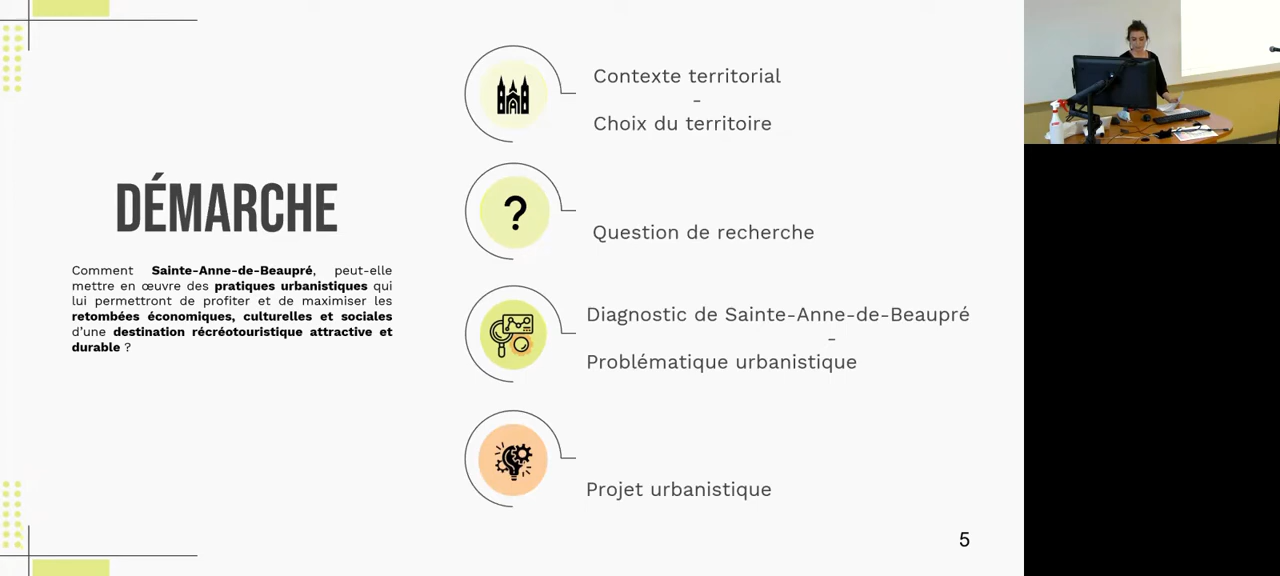 DÉMARCHE
Comment Sainte-Anne-de-Beaupré, peut-elle
mettre en œuvre des pratiques urbanistiques qui
lui permettront de profiter et de maximiser les
retombées économiques, culturelles et sociales
d'une destination récréotouristique attractive et
durable ?
Contexte territorial
-
Choix du territoire
?
Question de recherche
Diagnostic de Sainte-Anne-de-Beaupré
-
Problématique urbanistique
Projet urbanistique
5